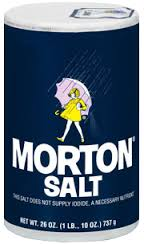 MORTON®
SALT
THIS SALT DOES NOT SUPPLY IODIDE, A NECESSARY NUTRIENT.
NET WT. 26 OZ. (1 LB., 10 OZ.) 737 g